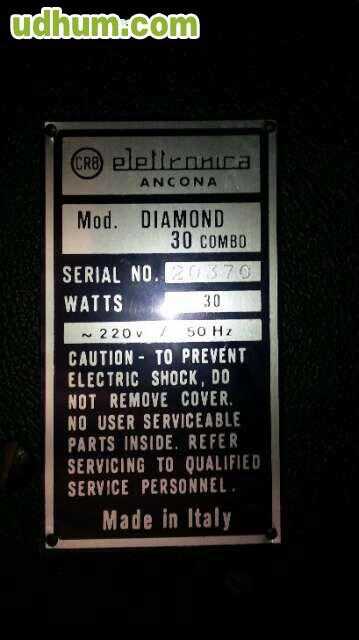 udhum.com
CR8 elettronica
ANCONA
Mod. DIAMOND
30 COMBO
SERIAL NO. 20370
WATTS 30
~ 220v / 50 Hz
CAUTION - TO PREVENT
ELECTRIC SHOCK, DO
NOT REMOVE COVER.
NO USER SERVICEABLE
PARTS INSIDE. REFER
SERVICING TO QUALIFIED
SERVICE PERSONNEL.
Made in Italy